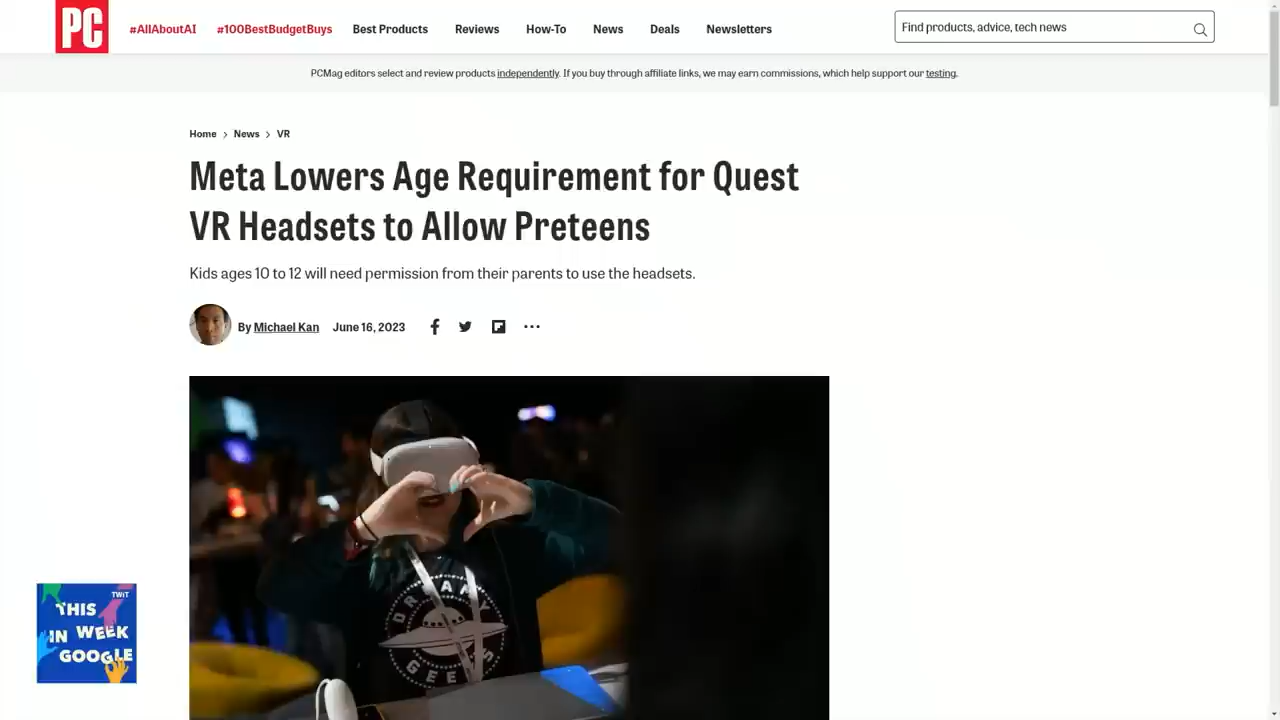 PC
#AllAboutAI #100BestBudgetBuys Best Products Reviews How-To News Deals Newsletters
Find products, advice, tech news
PCMag editors select and review products independently. If you buy through affiliate links, we may earn commissions, which help support our testing.
Home > News > VR
Meta Lowers Age Requirement for Quest
VR Headsets to Allow Preteens
Kids ages 10 to 12 will need permission from their parents to use the headsets.
By Michael Kan June 16, 2023
TWiT
THIS
IN WEEK
GOOGLE